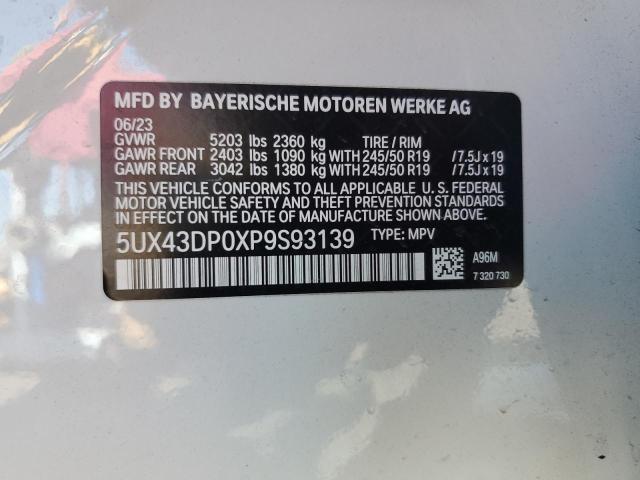 MFD BY BAYERISCHE MOTOREN WERKE AG
06/23
GVWR 5203 lbs 2360 kg TIRE / RIM
GAWR FRONT 2403 lbs 1090 kg WITH 245/50 R19 /7.5J x 19
GAWR REAR 3042 lbs 1380 kg WITH 245/50 R19 /7.5J x 19
THIS VEHICLE CONFORMS TO ALL APPLICABLE U. S. FEDERAL
MOTOR VEHICLE SAFETY AND THEFT PREVENTION STANDARDS
IN EFFECT ON THE DATE OF MANUFACTURE SHOWN ABOVE.
5UX43DP0XP9S93139 TYPE: MPV
A96M
7 320 730